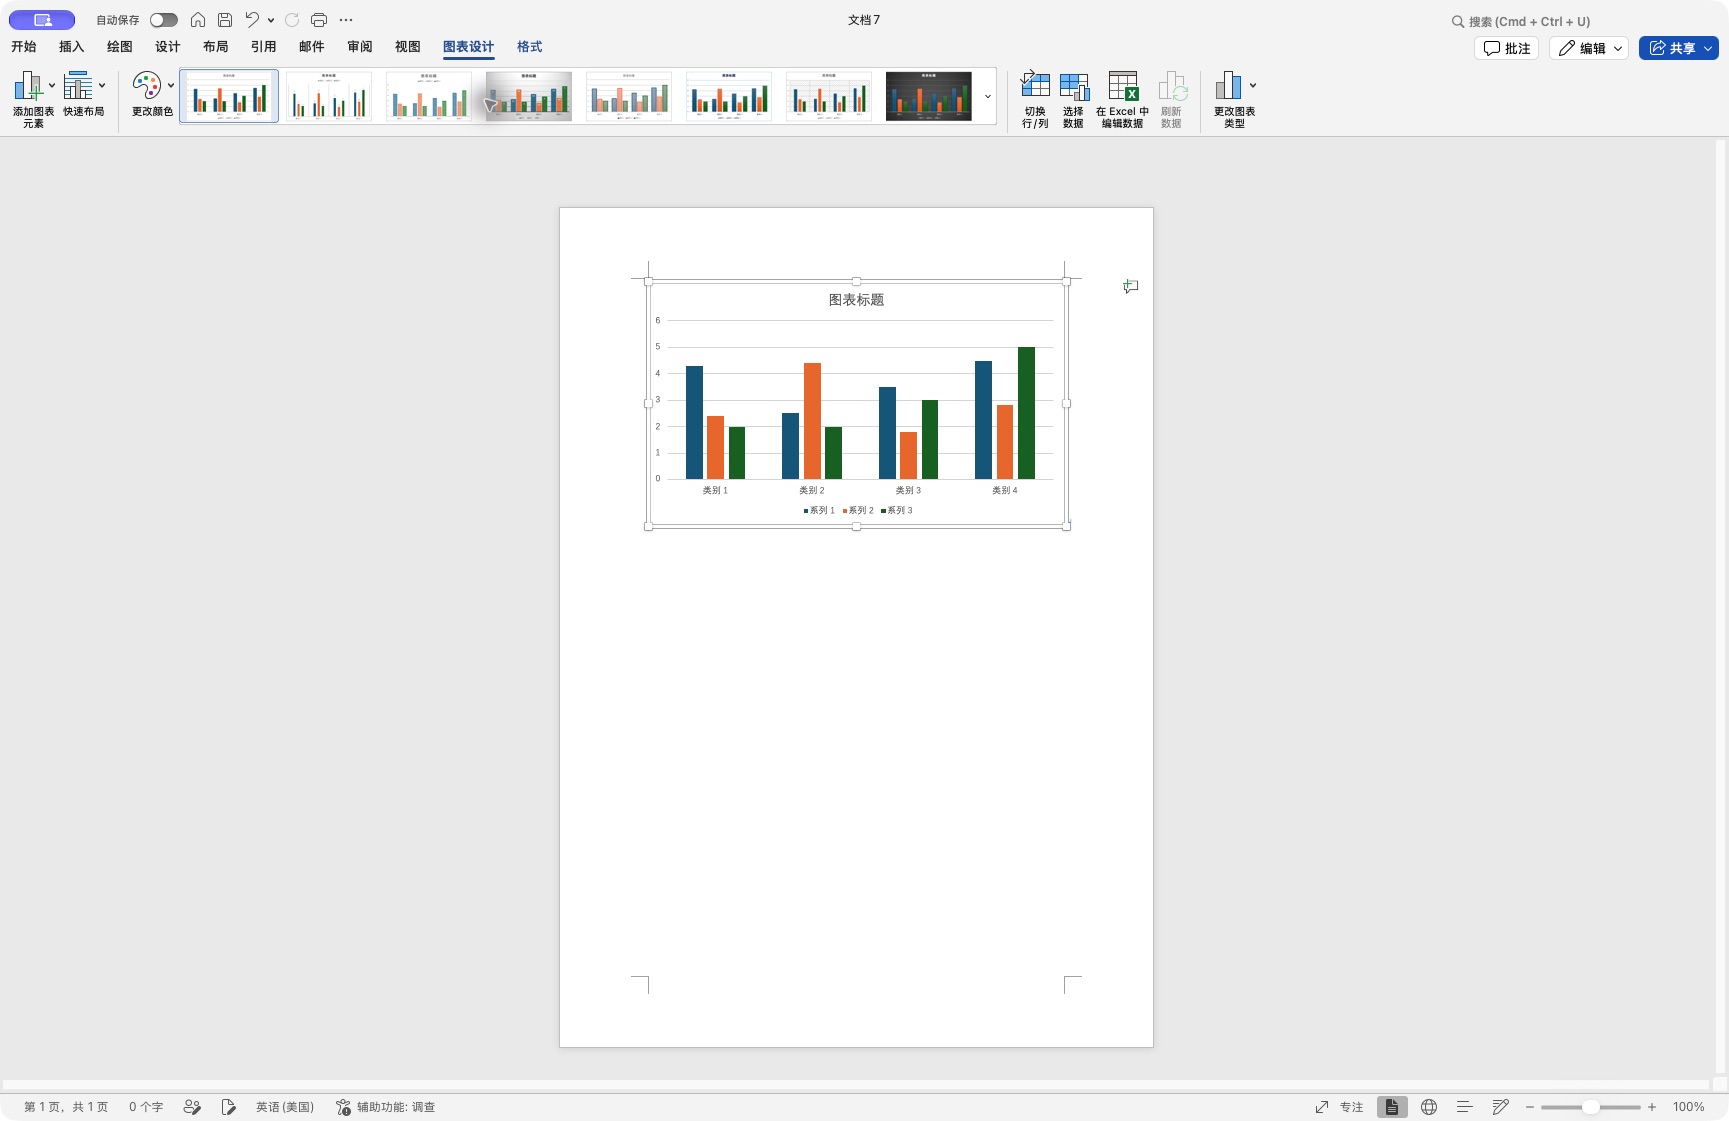 自动保存
文档 7
搜索 (Cmd + Ctrl + U)
开始 插入 绘图 设计 布局 引用 邮件 审阅 视图 图表设计 格式
批注 编辑 共享
添加图表元素
快速布局
更改颜色
切换行/列
选择数据
在 Excel 中编辑数据
刷新数据
更改图表类型
图表标题
6
5
4
3
2
1
0
类别 1 类别 2 类别 3 类别 4
系列 1 系列 2 系列 3
第 1 页，共 1 页 0 个字 英语 (美国) 辅助功能: 调查 专注 100%